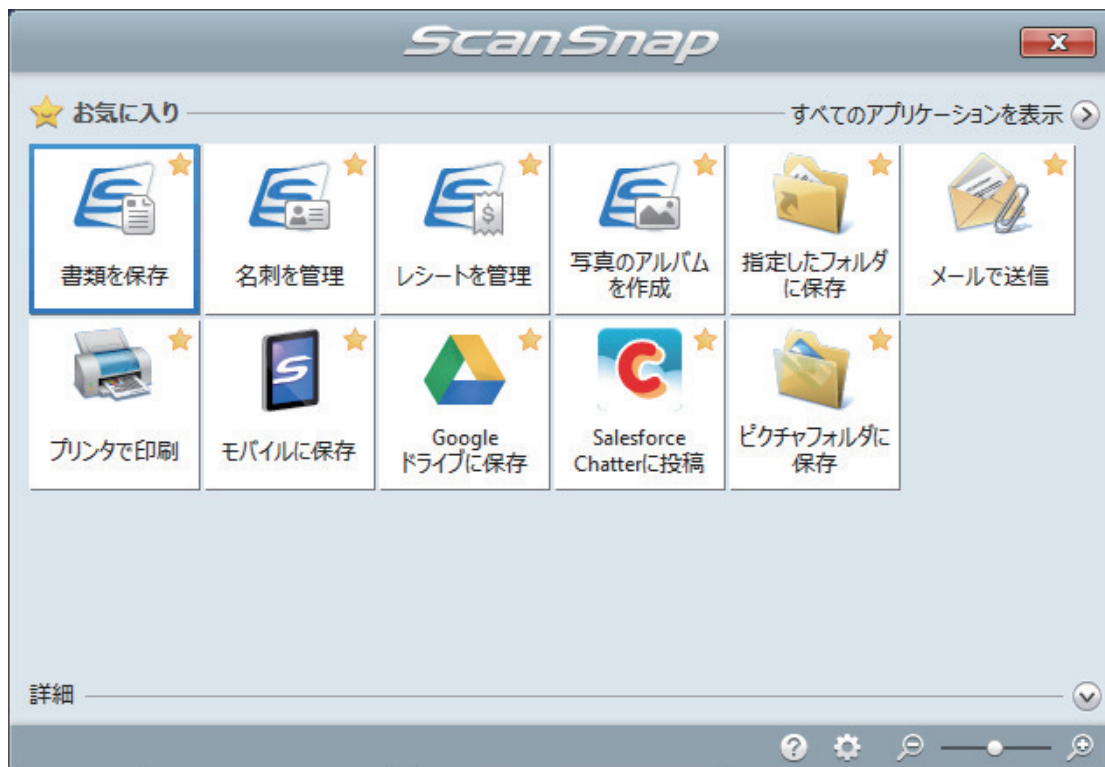 ScanSnap
お気に入り
すべてのアプリケーションを表示
書類を保存
名刺を管理
レシートを管理
写真のアルバム
を作成
指定したフォルダ
に保存
メールで送信
プリンタで印刷
モバイルに保存
Google
ドライブに保存
Salesforce
Chatterに投稿
ピクチャフォルダに
保存
詳細